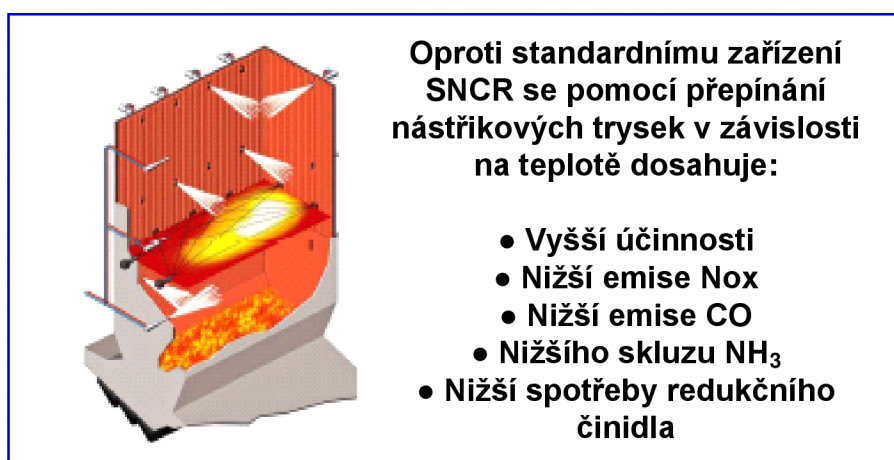 Oproti standardnímu zařízení
SNCR se pomocí přepínání
nástřikových trysek v závislosti
na teplotě dosahuje:
● Vyšší účinnosti
● Nižší emise Nox
● Nižší emise CO
● Nižšího skluzu NH₃
● Nižší spotřeby redukčního
činidla